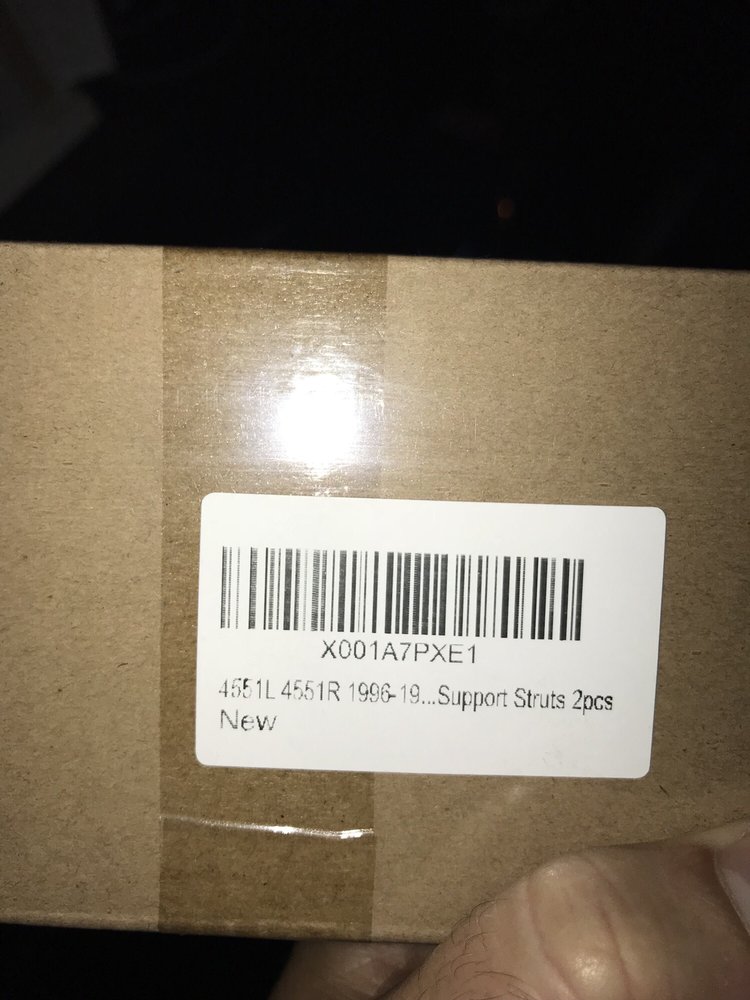 X001A7PXE1
4551L 4551R 1996-19...Support Struts 2pcs
New